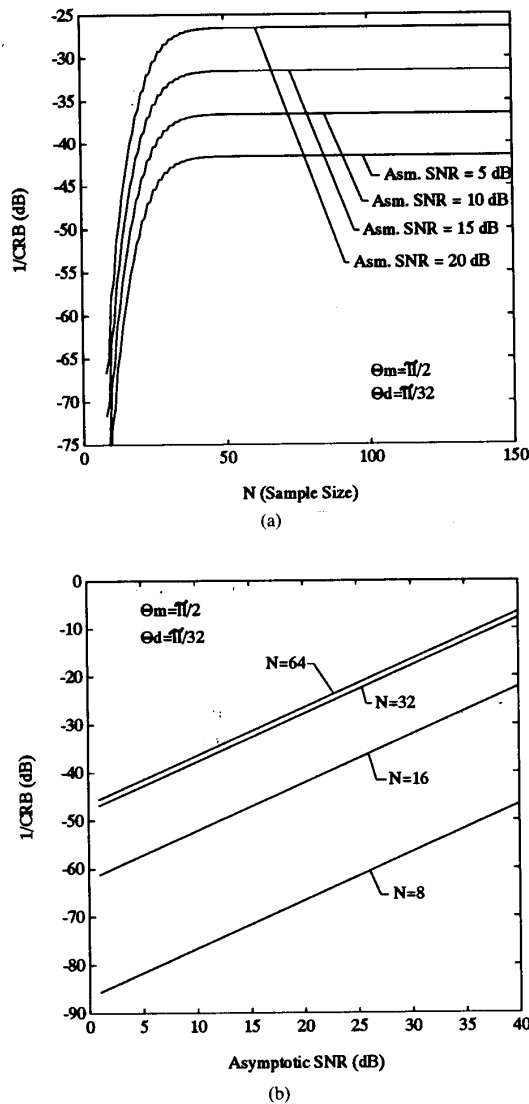 -25
-30
-35
-40
-45
-50
-55
-60
-65
-70
-75
1/CRB (dB)
Asm. SNR = 5 dB
Asm. SNR = 10 dB
Asm. SNR = 15 dB
Asm. SNR = 20 dB
Θm=π/2
Θd=π/32
0 50 100 150
N (Sample Size)
(a)
0
-10
-20
-30
-40
-50
-60
-70
-80
-90
1/CRB (dB)
Θm=π/2
Θd=π/32
N=64
N=32
N=16
N=8
0 5 10 15 20 25 30 35 40
Asymptotic SNR (dB)
(b)